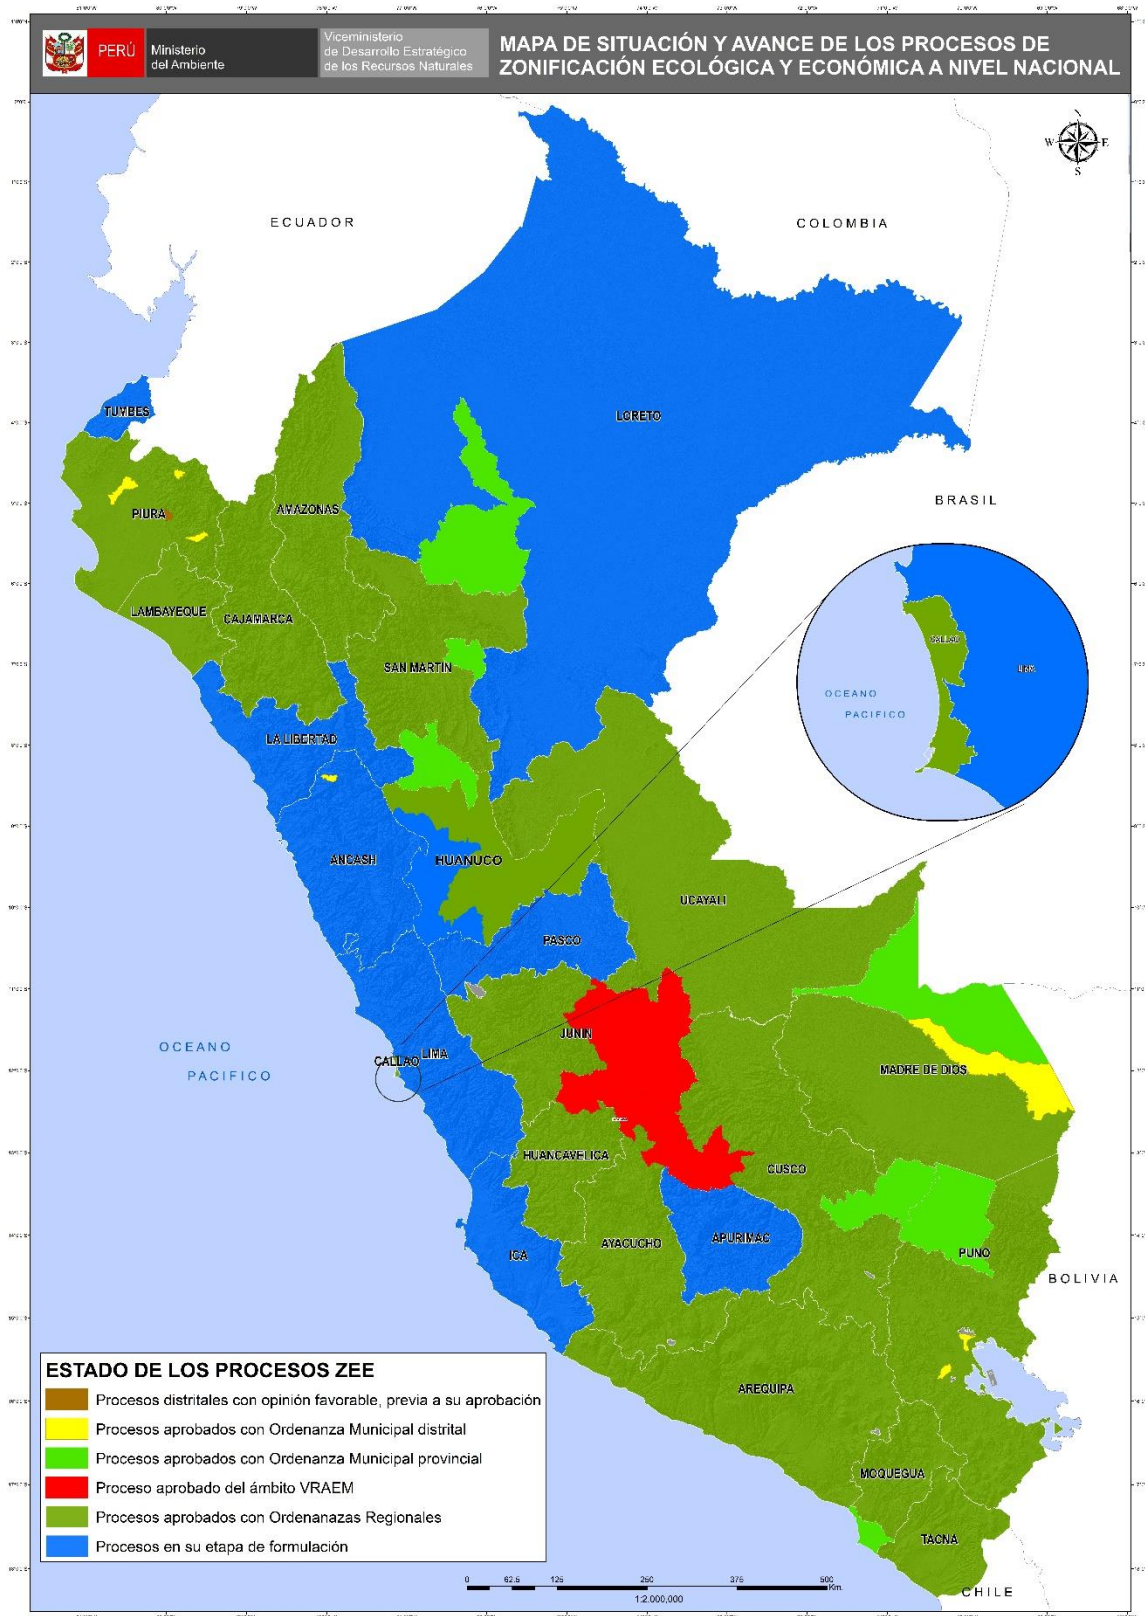 PERÚ
Ministerio
del Ambiente
Viceministerio
de Desarrollo Estratégico
de los Recursos Naturales
MAPA DE SITUACIÓN Y AVANCE DE LOS PROCESOS DE
ZONIFICACIÓN ECOLÓGICA Y ECONÓMICA A NIVEL NACIONAL
N
W E
S
ECUADOR
COLOMBIA
TUMBES
LORETO
BRASIL
PIURA
AMAZONAS
LAMBAYEQUE
CAJAMARCA
SAN MARTIN
CALLAO
LIMA
OCEANO
PACIFICO
LA LIBERTAD
ANCASH
HUANUCO
UCAYALI
PASCO
JUNIN
OCEANO
PACIFICO
CALLAO
LIMA
MADRE DE DIOS
HUANCAVELICA
CUSCO
AYACUCHO
APURIMAC
ICA
PUNO
BOLIVIA
AREQUIPA
MOQUEGUA
TACNA
CHILE
ESTADO DE LOS PROCESOS ZEE
Procesos distritales con opinión favorable, previa a su aprobación
Procesos aprobados con Ordenanza Municipal distrital
Procesos aprobados con Ordenanza Municipal provincial
Proceso aprobado del ámbito VRAEM
Procesos aprobados con Ordenanazas Regionales
Procesos en su etapa de formulación
0 62.5 125 250 375 500
Km.
1:2.000,000